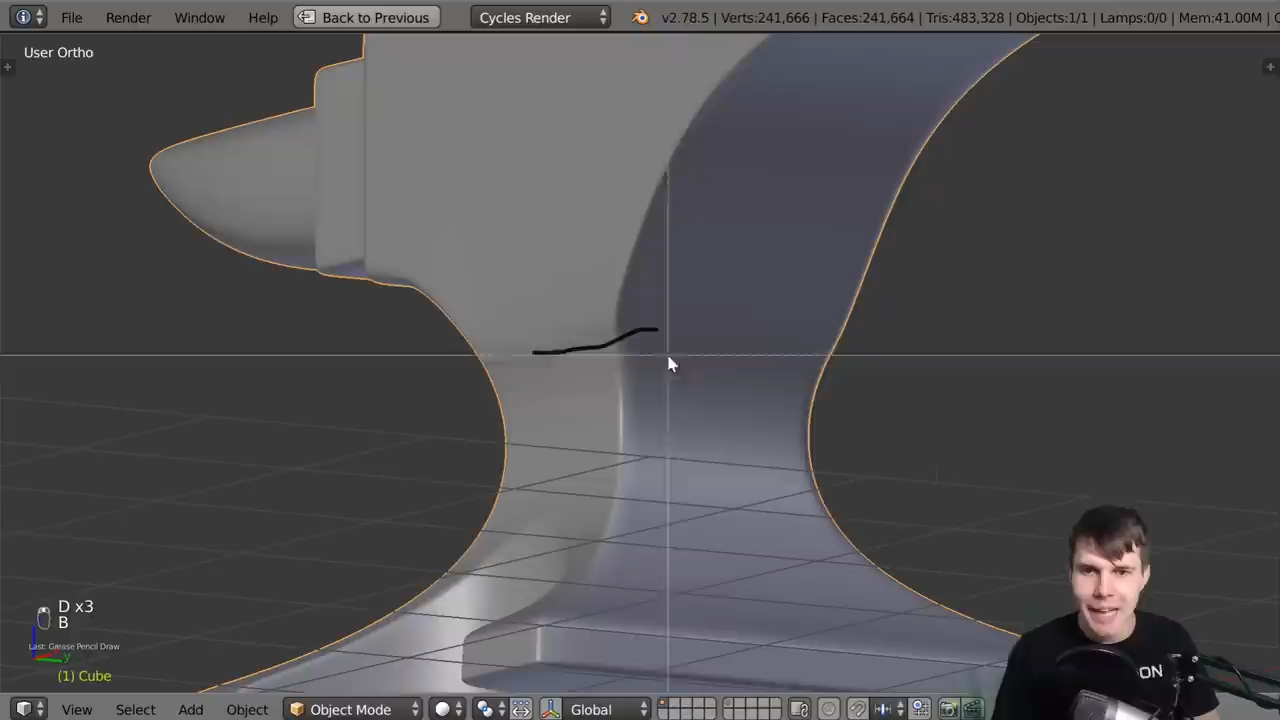 File Render Window Help Back to Previous Cycles Render v2.78.5 | Verts:241,666 | Faces:241,664 | Tris:483,328 | Objects:1/1 | Lamps:0/0 | Mem:41.00M |
User Ortho
D x3
B
Last: Grease Pencil Draw
y
(1) Cube
ON
View Select Add Object Object Mode Global